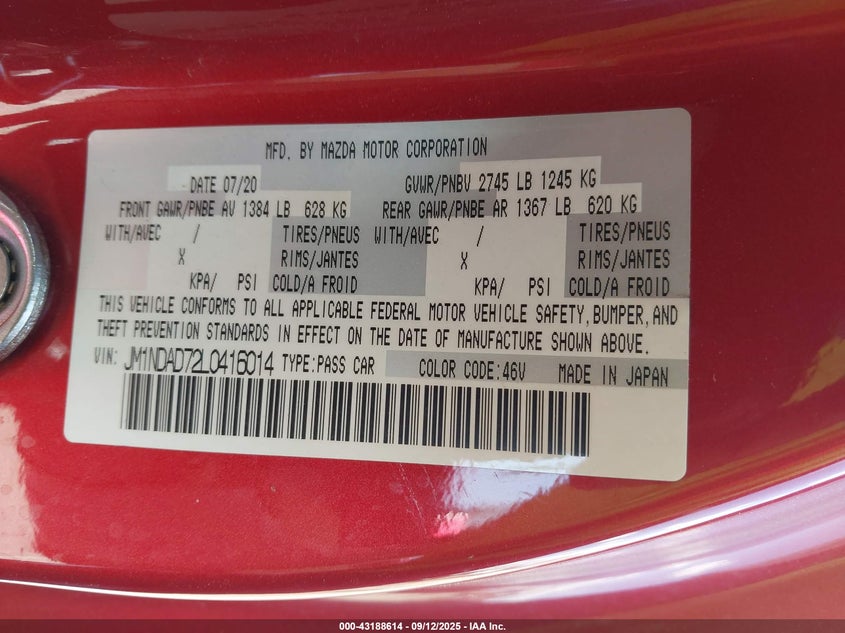 MFD. BY MAZDA MOTOR CORPORATION
DATE 07/20 GVWR/PNBV 2745 LB 1245 KG
FRONT GAWR/PNBE AV 1384 LB 628 KG REAR GAWR/PNBE AR 1367 LB 620 KG
WITH/AVEC / TIRES/PNEUS WITH/AVEC / TIRES/PNEUS
X RIMS/JANTES X RIMS/JANTES
KPA/ PSI COLD/A FROID KPA/ PSI COLD/A FROID
THIS VEHICLE CONFORMS TO ALL APPLICABLE FEDERAL MOTOR VEHICLE SAFETY, BUMPER, AND
THEFT PREVENTION STANDARDS IN EFFECT ON THE DATE OF MANUFACTURE SHOWN ABOVE.
VIN: JM1NDAD72L0416014 TYPE:PASS CAR COLOR CODE:46V MADE IN JAPAN
000-43188614 - 09/12/2025 - IAA Inc.